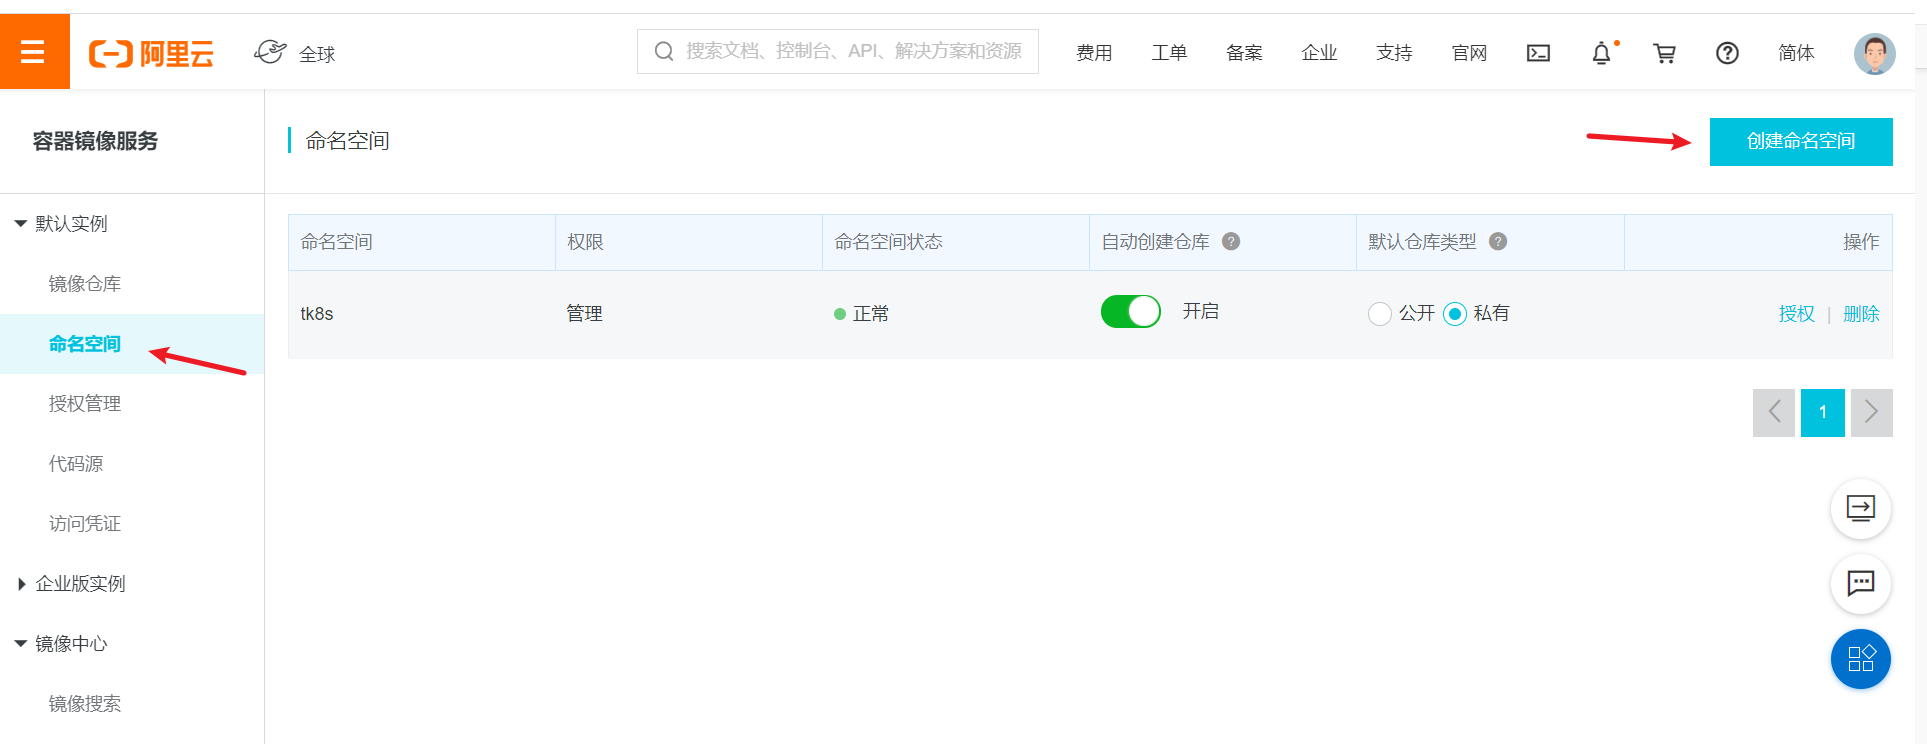 阿里云
全球
搜索文档、控制台、API、解决方案和资源
费用
工单
备案
企业
支持
官网
简体
容器镜像服务
默认实例
镜像仓库
命名空间
授权管理
代码源
访问凭证
企业版实例
镜像中心
镜像搜索
命名空间
创建命名空间
命名空间 权限 命名空间状态 自动创建仓库 ? 默认仓库类型 ? 操作
tk8s 管理 正常 开启 公开 私有 授权 | 删除
1